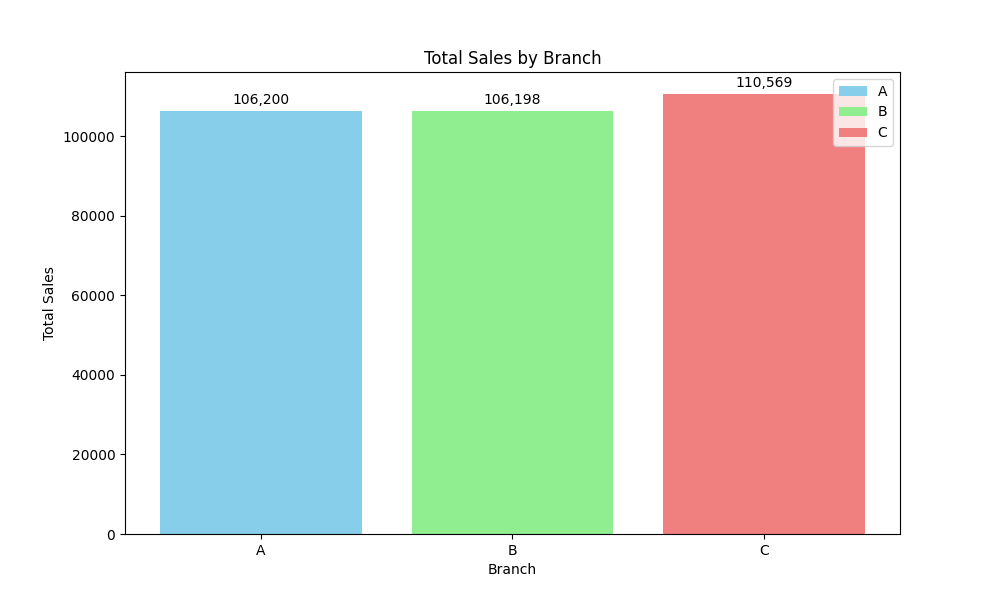 Total Sales by Branch
106,200
106,198
110,569
A
B
C
100000
80000
60000
40000
20000
0
Total Sales
A
B
C
Branch